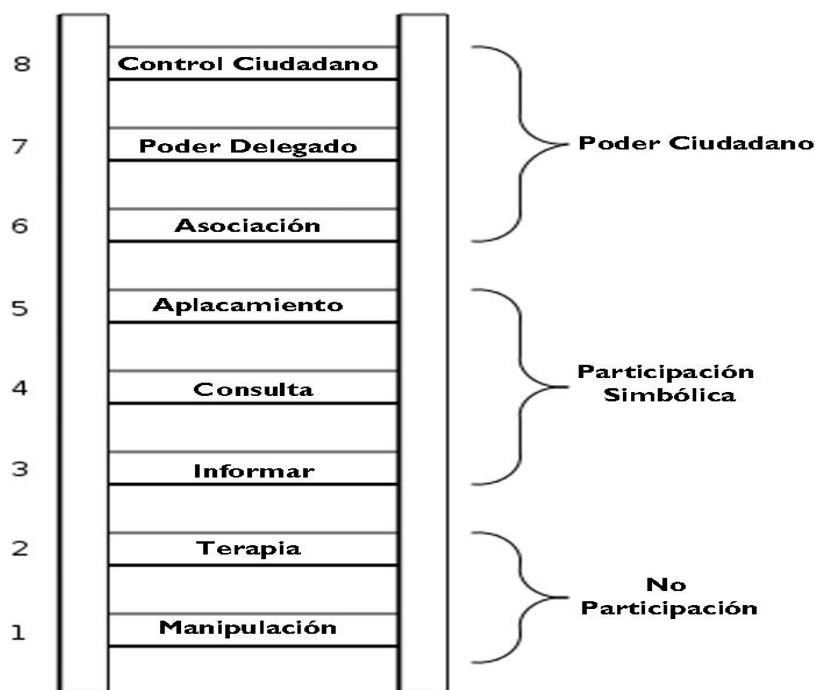 8 Control Ciudadano
7 Poder Delegado
Poder Ciudadano
6 Asociación
5 Aplacamiento
4 Consulta
Participación
Simbólica
3 Informar
2 Terapia
1 Manipulación
No
Participación